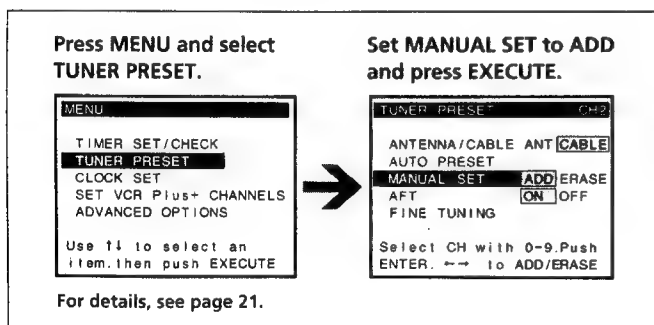 Press MENU and select
TUNER PRESET.
MENU
TIMER SET/CHECK
TUNER PRESET
CLOCK SET
SET VCR Plus+ CHANNELS
ADVANCED OPTIONS
Use ↑↓ to select an
item.then push EXECUTE
For details, see page 21.
Set MANUAL SET to ADD
and press EXECUTE.
TUNER PRESET CH2
ANTENNA/CABLE ANT CABLE
AUTO PRESET
MANUAL SET ADD ERASE
AFT ON OFF
FINE TUNING
Select CH with 0-9.Push
ENTER. ←→ to ADD/ERASE